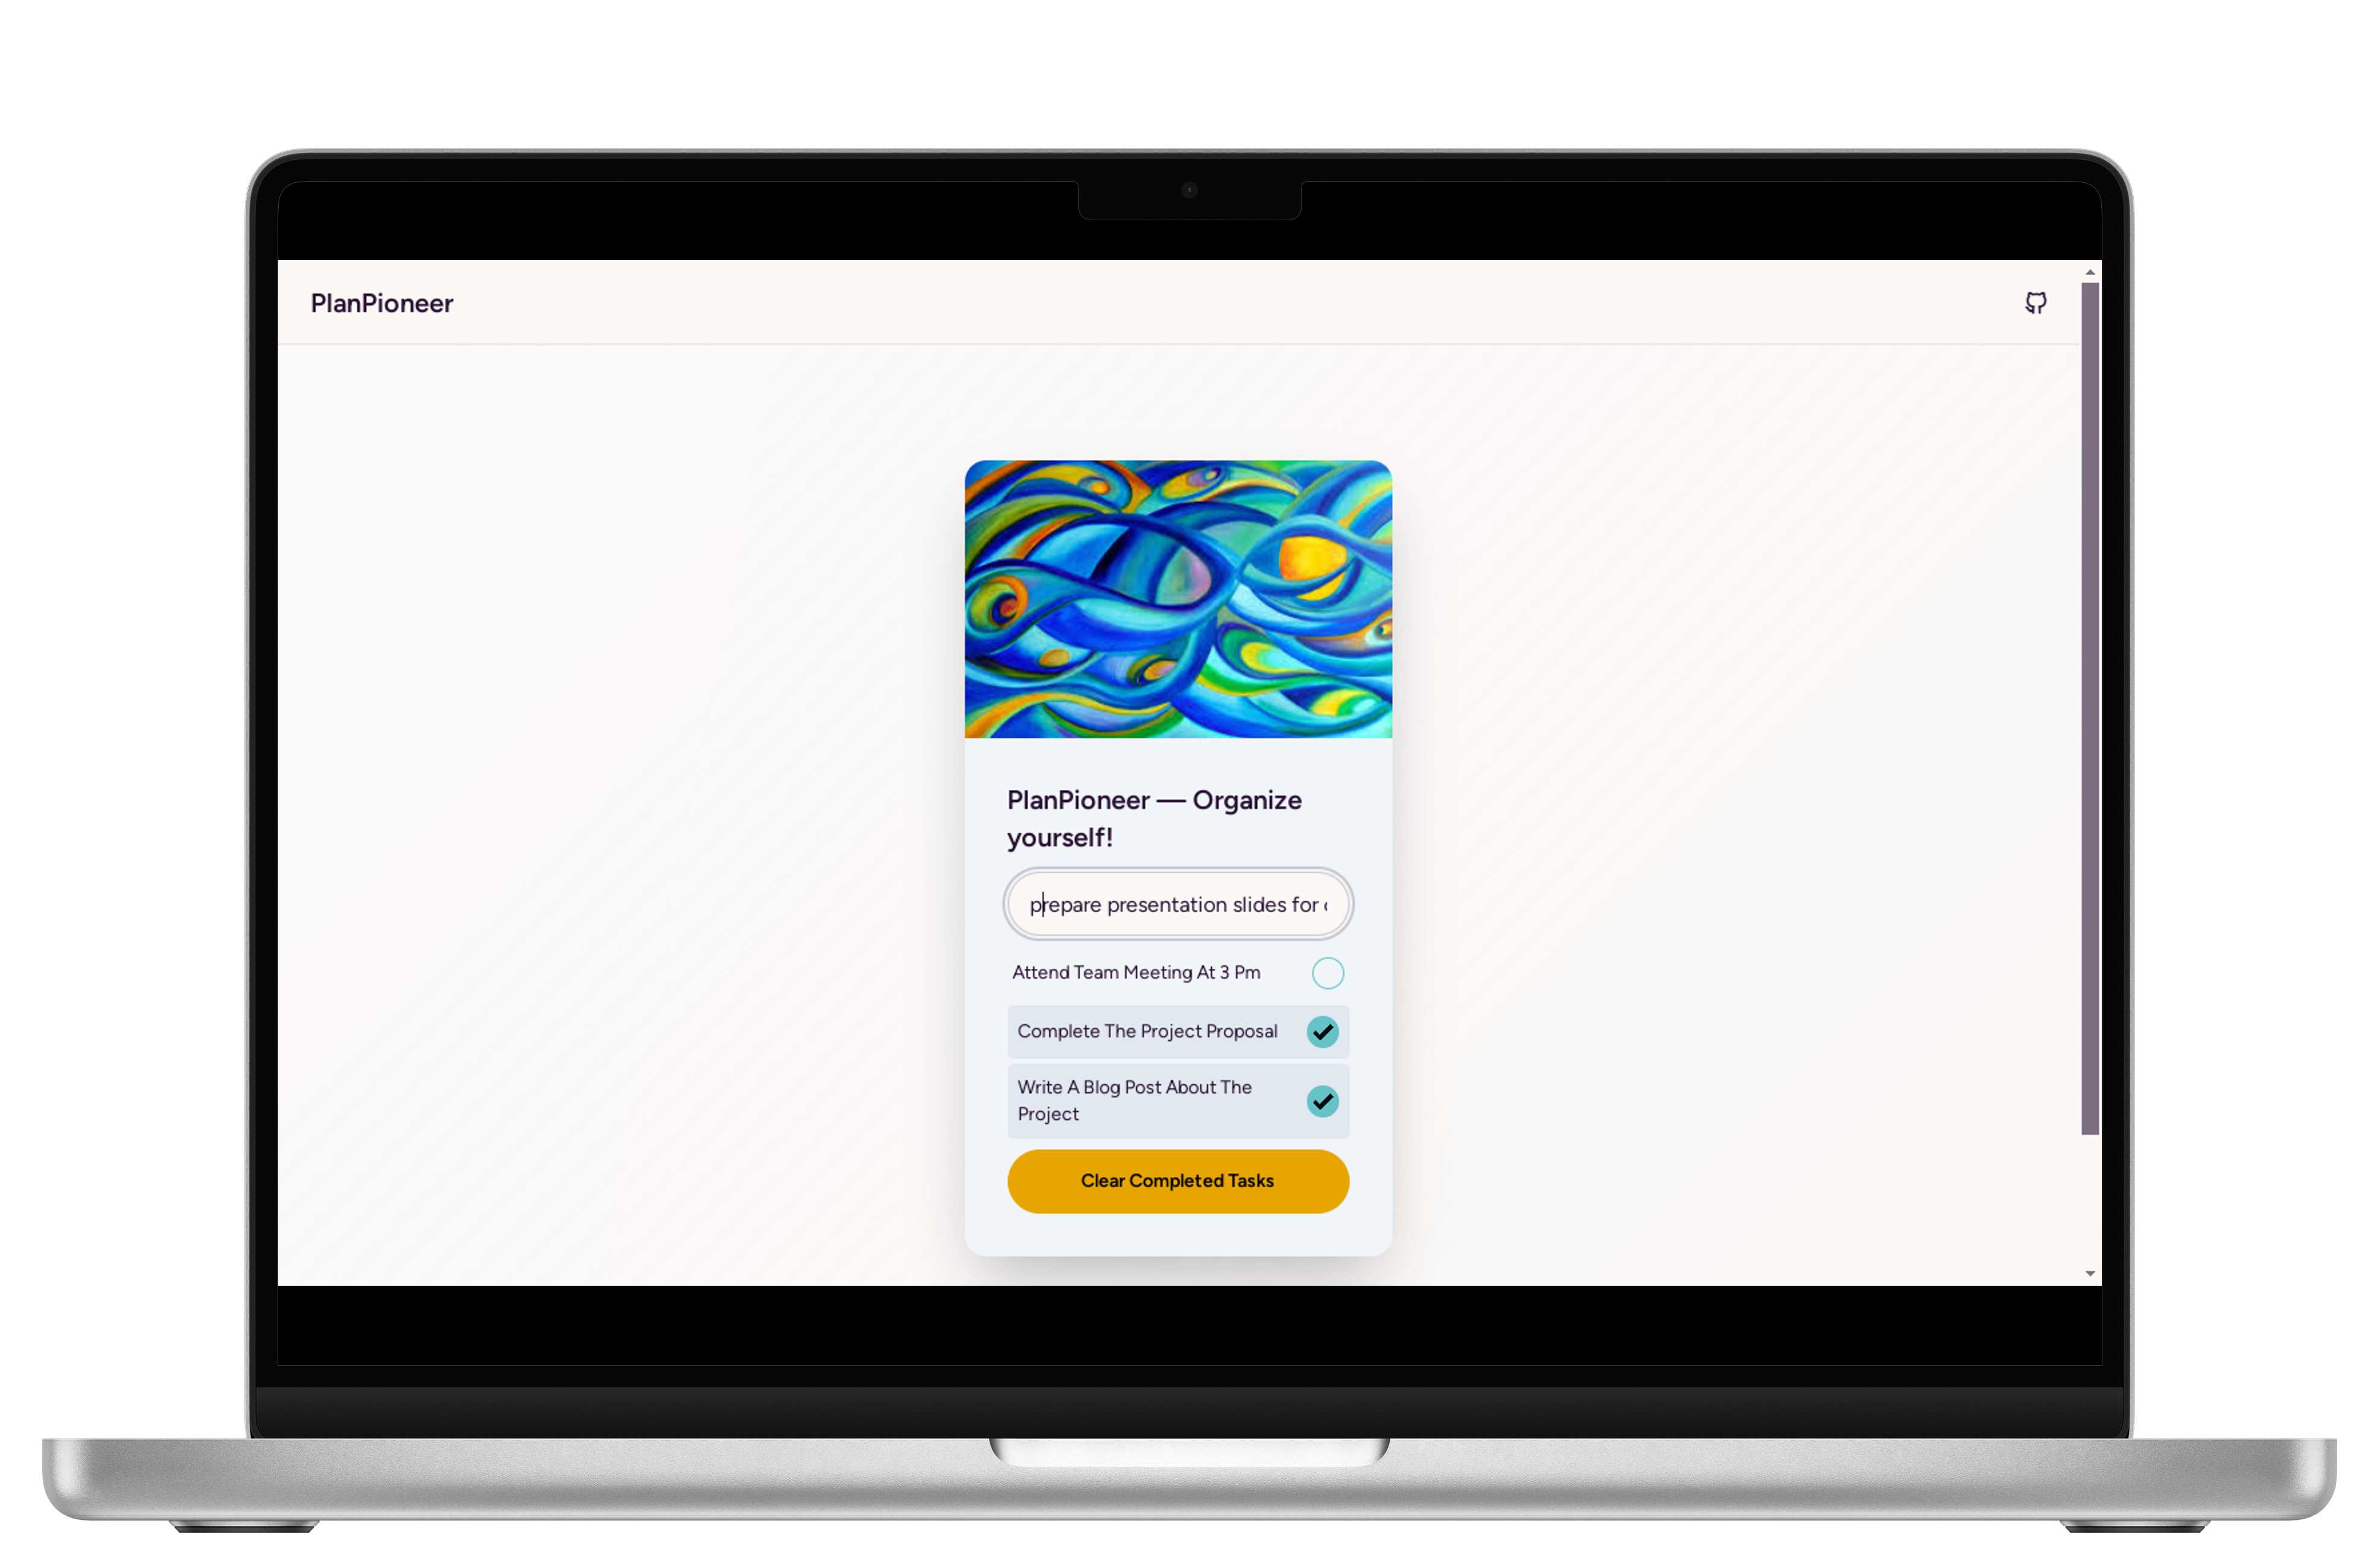 PlanPioneer
PlanPioneer — Organize
yourself!
prepare presentation slides for
Attend Team Meeting At 3 Pm
Complete The Project Proposal
Write A Blog Post About The
Project
Clear Completed Tasks